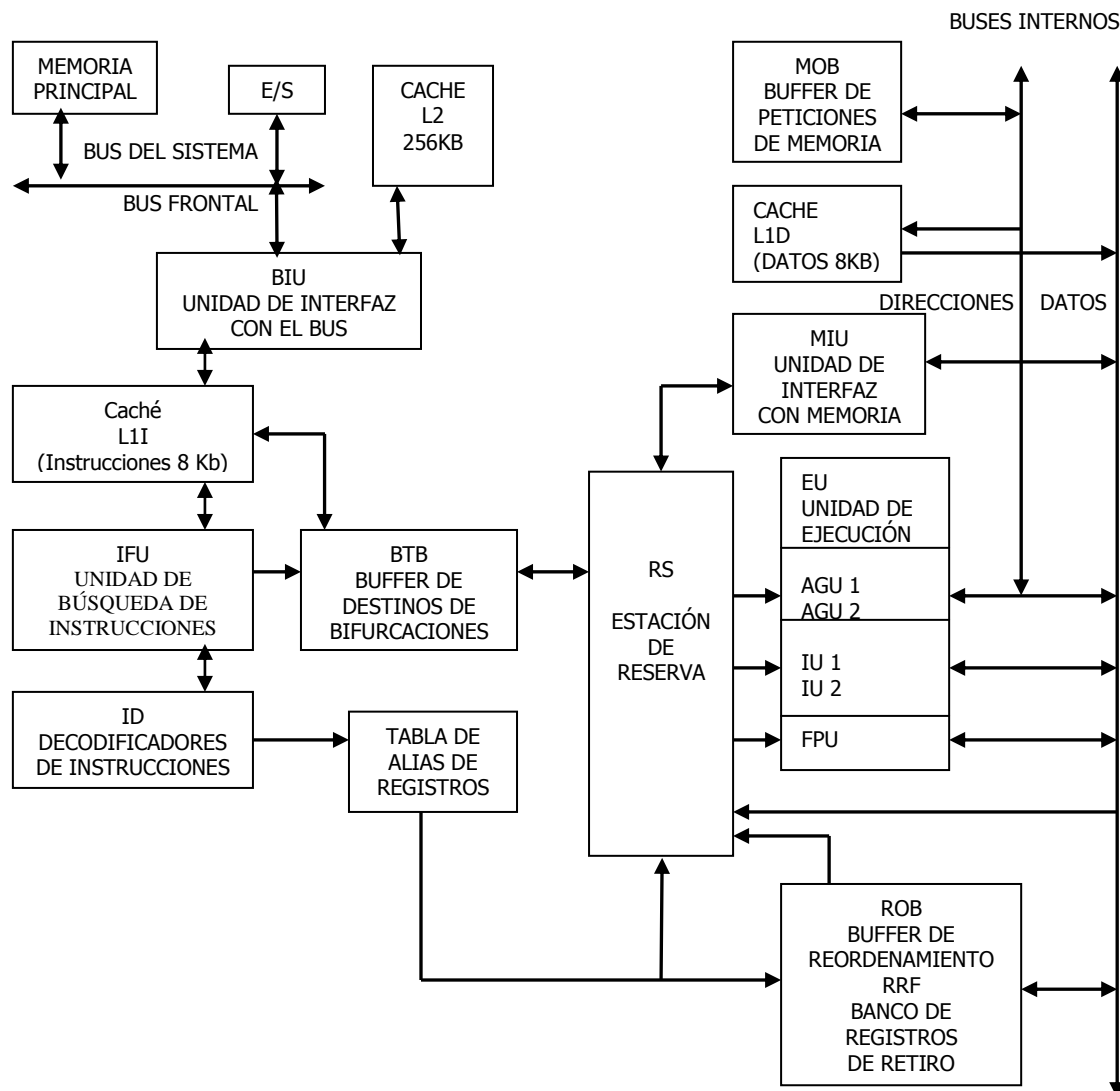 BUSES INTERNOS
MEMORIA
PRINCIPAL
E/S
CACHE
L2
256KB
BUS DEL SISTEMA
BUS FRONTAL
BIU
UNIDAD DE INTERFAZ
CON EL BUS
Caché
L1I
(Instrucciones 8 Kb)
IFU
UNIDAD DE
BÚSQUEDA DE
INSTRUCCIONES
BTB
BUFFER DE
DESTINOS DE
BIFURCACIONES
ID
DECODIFICADORES
DE INSTRUCCIONES
TABLA DE
ALIAS DE
REGISTROS
RS
ESTACIÓN
DE
RESERVA
MOB
BUFFER DE
PETICIONES
DE MEMORIA
CACHE
L1D
(DATOS 8KB)
DIRECCIONES
DATOS
MIU
UNIDAD DE
INTERFAZ
CON MEMORIA
EU
UNIDAD DE
EJECUCIÓN
AGU 1
AGU 2
IU 1
IU 2
FPU
ROB
BUFFER DE
REORDENAMIENTO
RRF
BANCO DE
REGISTROS
DE RETIRO